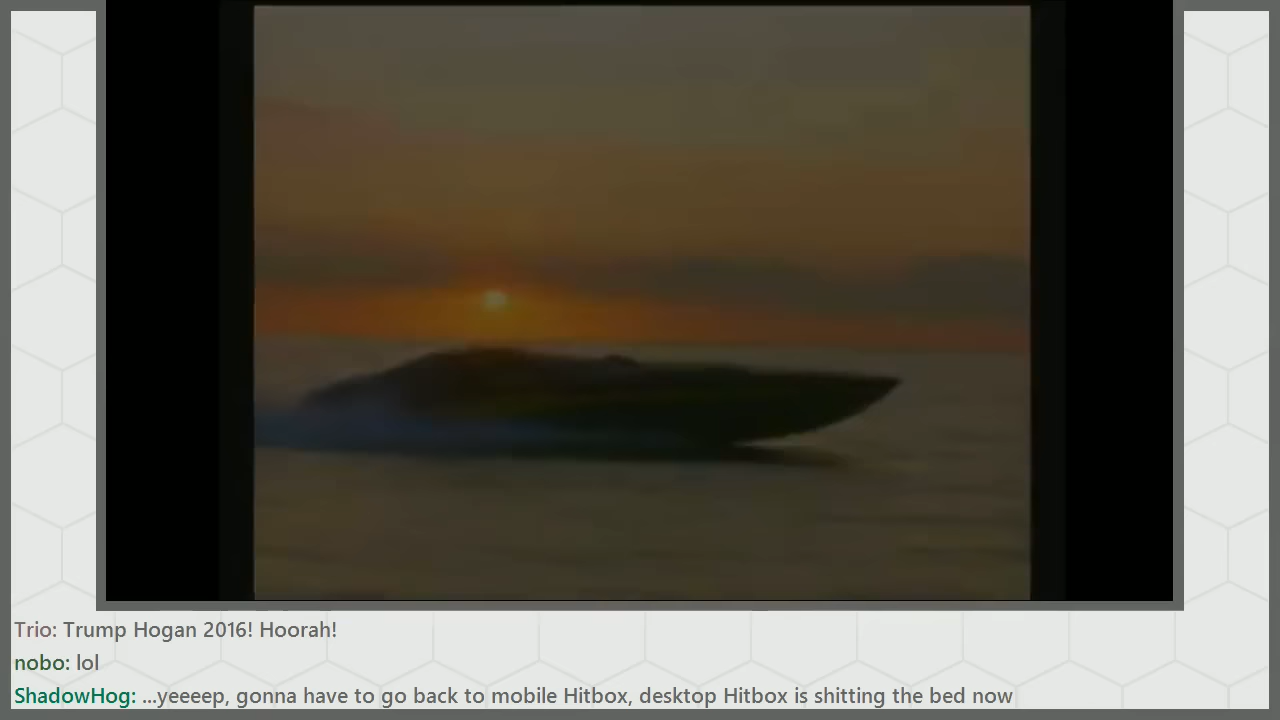 Trio: Trump Hogan 2016! Hoorah!
nobo: lol
ShadowHog: ...yeeeep, gonna have to go back to mobile Hitbox, desktop Hitbox is shitting the bed now